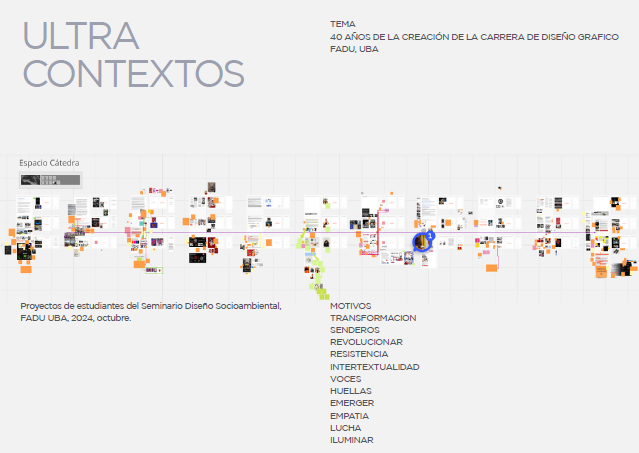 ULTRA
CONTEXTOS
TEMA
40 AÑOS DE LA CREACIÓN DE LA CARRERA DE DISEÑO GRAFICO
FADU, UBA
Espacio Cátedra
Proyectos de estudiantes del Seminario Diseño Socioambiental,
FADU UBA, 2024, octubre.
MOTIVOS
TRANSFORMACION
SENDEROS
REVOLUCIONAR
RESISTENCIA
INTERTEXTUALIDAD
VOCES
HUELLAS
EMERGER
EMPATIA
LUCHA
ILUMINAR